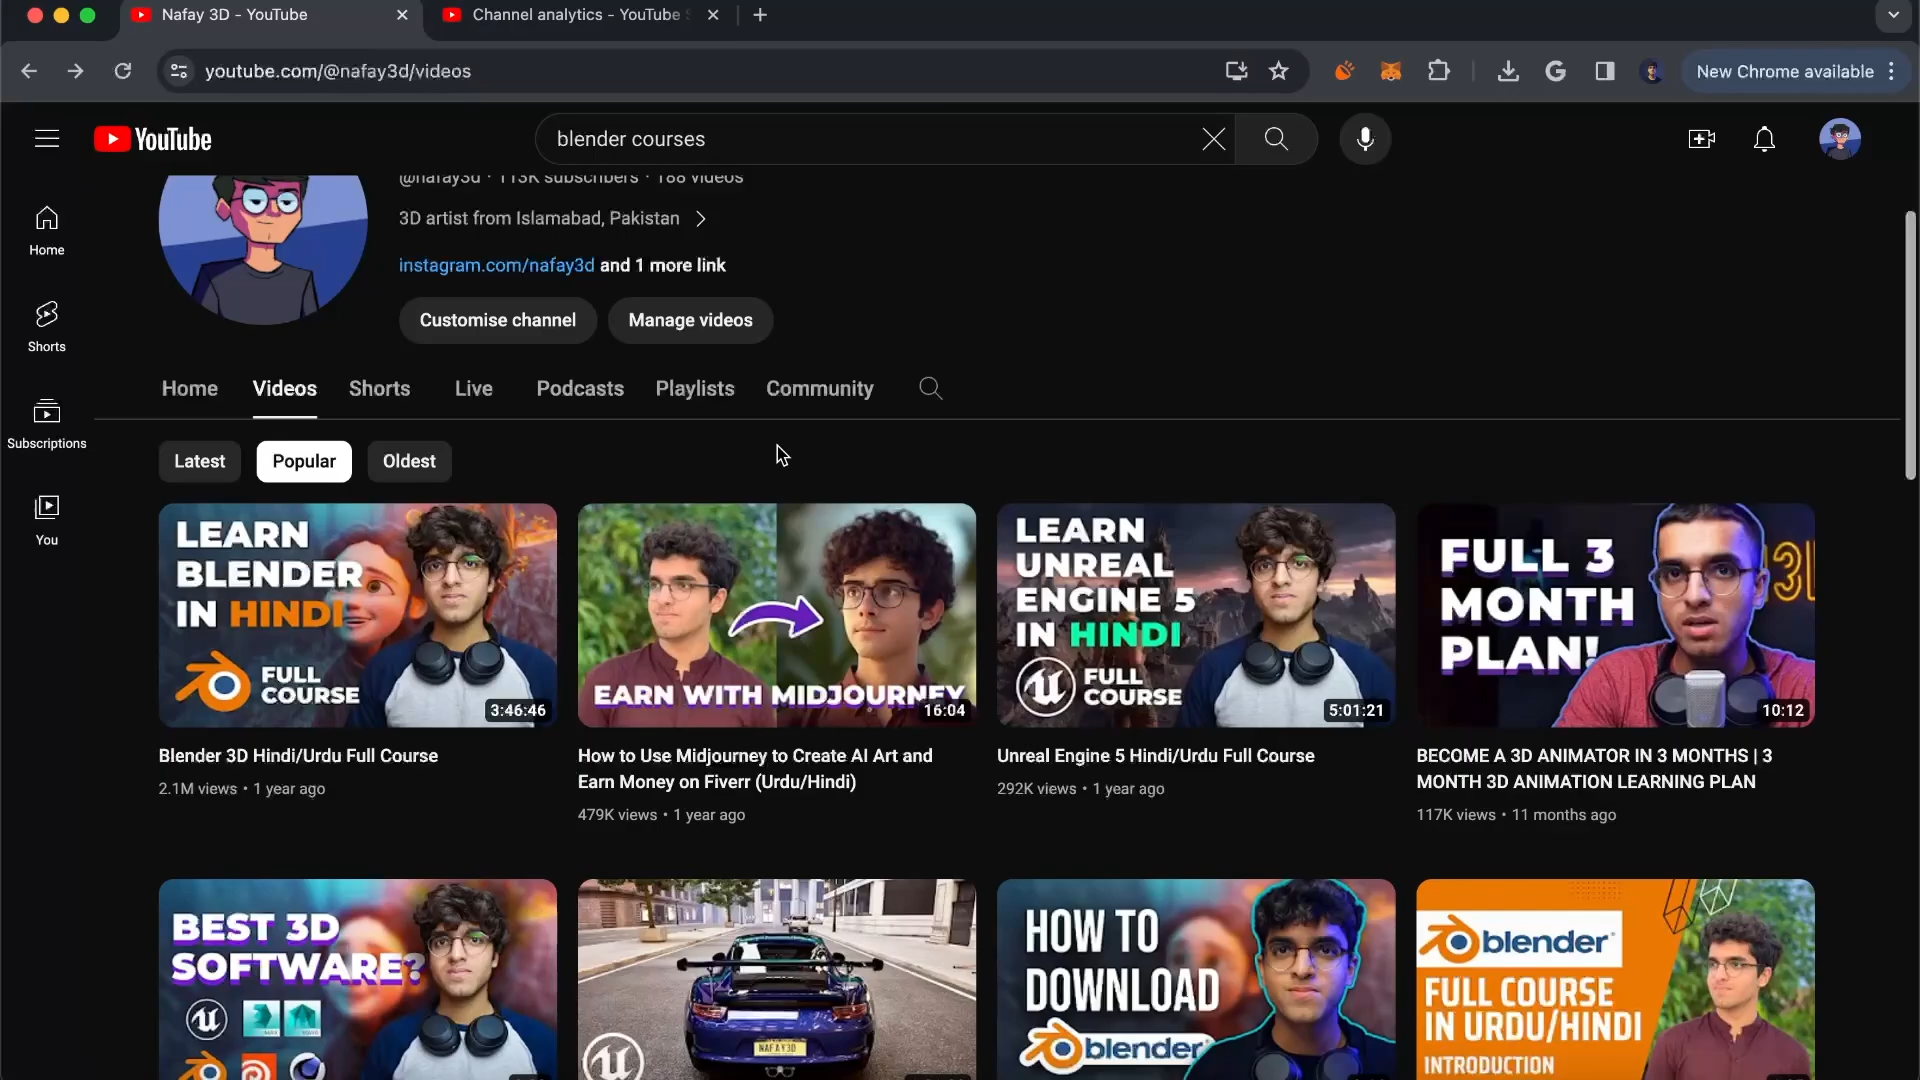 Nafay 3D - YouTube
Channel analytics - YouTube
youtube.com/@nafay3d/videos
New Chrome available
YouTube
blender courses
@nafay3d · 113K subscribers · 188 videos
3D artist from Islamabad, Pakistan
instagram.com/nafay3d and 1 more link
Customise channel
Manage videos
Home
Shorts
Subscriptions
You
Home
Videos
Shorts
Live
Podcasts
Playlists
Community
Latest
Popular
Oldest
LEARN
BLENDER
IN HINDI
FULL
COURSE
3:46:46
EARN WITH MIDJOURNEY
16:04
LEARN
UNREAL
ENGINE 5
IN HINDI
FULL
COURSE
5:01:21
FULL 3
MONTH
PLAN!
3D
10:12
Blender 3D Hindi/Urdu Full Course
2.1M views • 1 year ago
How to Use Midjourney to Create AI Art and
Earn Money on Fiverr (Urdu/Hindi)
479K views • 1 year ago
Unreal Engine 5 Hindi/Urdu Full Course
292K views • 1 year ago
BECOME A 3D ANIMATOR IN 3 MONTHS | 3
MONTH 3D ANIMATION LEARNING PLAN
117K views • 11 months ago
BEST 3D
SOFTWARE?
NAFAY3D
HOW TO
DOWNLOAD
blender
blender
FULL COURSE
IN URDU/HINDI
INTRODUCTION